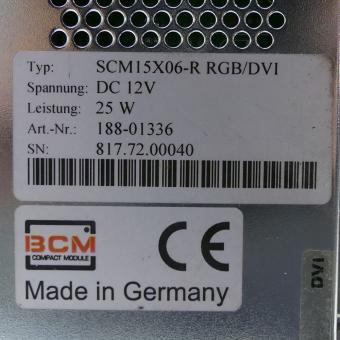 Typ: SCM15X06-R RGB/DVI
Spannung: DC 12V
Leistung: 25 W
Art.-Nr.: 188-01336
SN: 817.72.00040
BCM
COMPACT MODULE
CE
Made in Germany
DVI